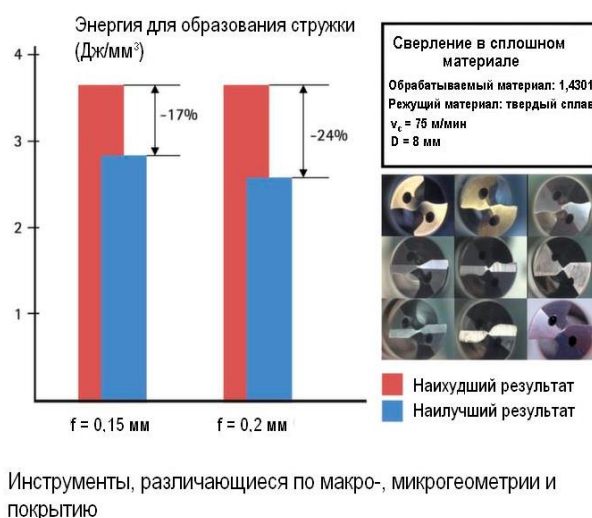 Энергия для образования стружки
(Дж/мм³)
4
3
2
1
–17%
–24%
f = 0,15 мм
f = 0,2 мм
Сверление в сплошном
материале
Обрабатываемый материал: 1,4301
Режущий материал: твердый сплав
vc = 75 м/мин
D = 8 мм
Наихудший результат
Наилучший результат
Инструменты, различающиеся по макро-, микрогеометрии и
покрытию